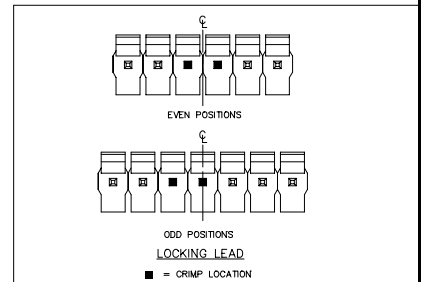 ℄
EVEN POSITIONS
℄
ODD POSITIONS
LOCKING LEAD
■ = CRIMP LOCATION